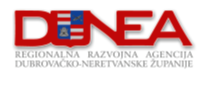 DUNEA
REGIONALNA RAZVOJNA AGENCIJA
DUBROVAČKO-NERETVANSKE ŽUPANIJE